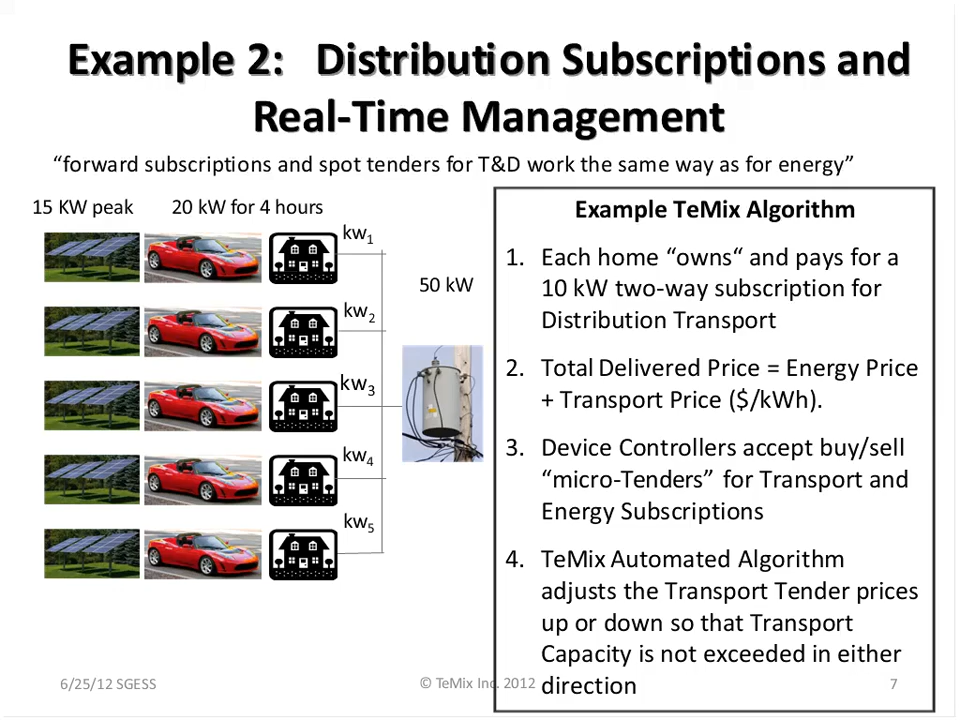 Example 2: Distribution Subscriptions and
Real-Time Management
“forward subscriptions and spot tenders for T&D work the same way as for energy”
15 KW peak
20 kW for 4 hours
kw1
kw2
kw3
kw4
kw5
50 kW
Example TeMix Algorithm
1. Each home “owns“ and pays for a
10 kW two-way subscription for
Distribution Transport
2. Total Delivered Price = Energy Price
+ Transport Price ($/kWh).
3. Device Controllers accept buy/sell
“micro-Tenders” for Transport and
Energy Subscriptions
4. TeMix Automated Algorithm
adjusts the Transport Tender prices
up or down so that Transport
Capacity is not exceeded in either
direction
6/25/12 SGESS
© TeMix Inc. 2012
7